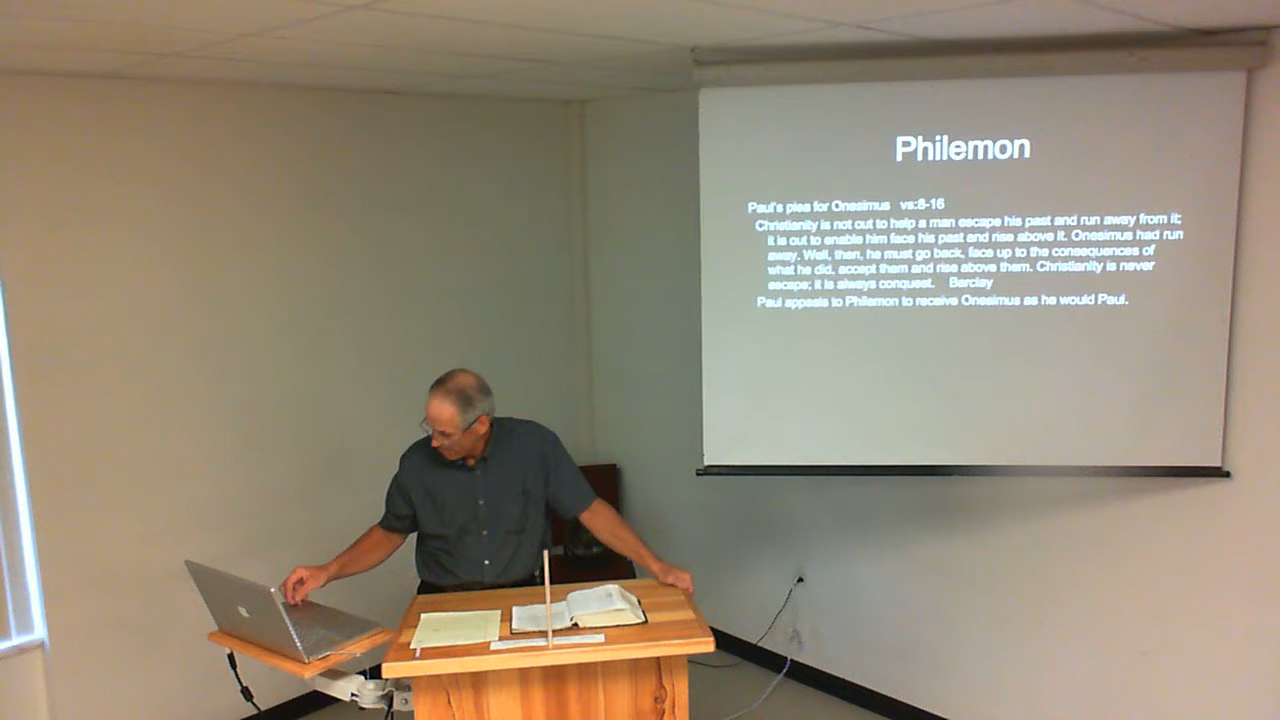 Philemon
Paul's plea for Onesimus vs:8-16
Christianity is not out to help a man escape his past and run away from it;
it is out to enable him face his past and rise above it. Onesimus had run
away. Well, then, he must go back, face up to the consequences of
what he did, accept them and rise above them. Christianity is never
escape; it is always conquest. Barclay
Paul appeals to Philemon to receive Onesimus as he would Paul.